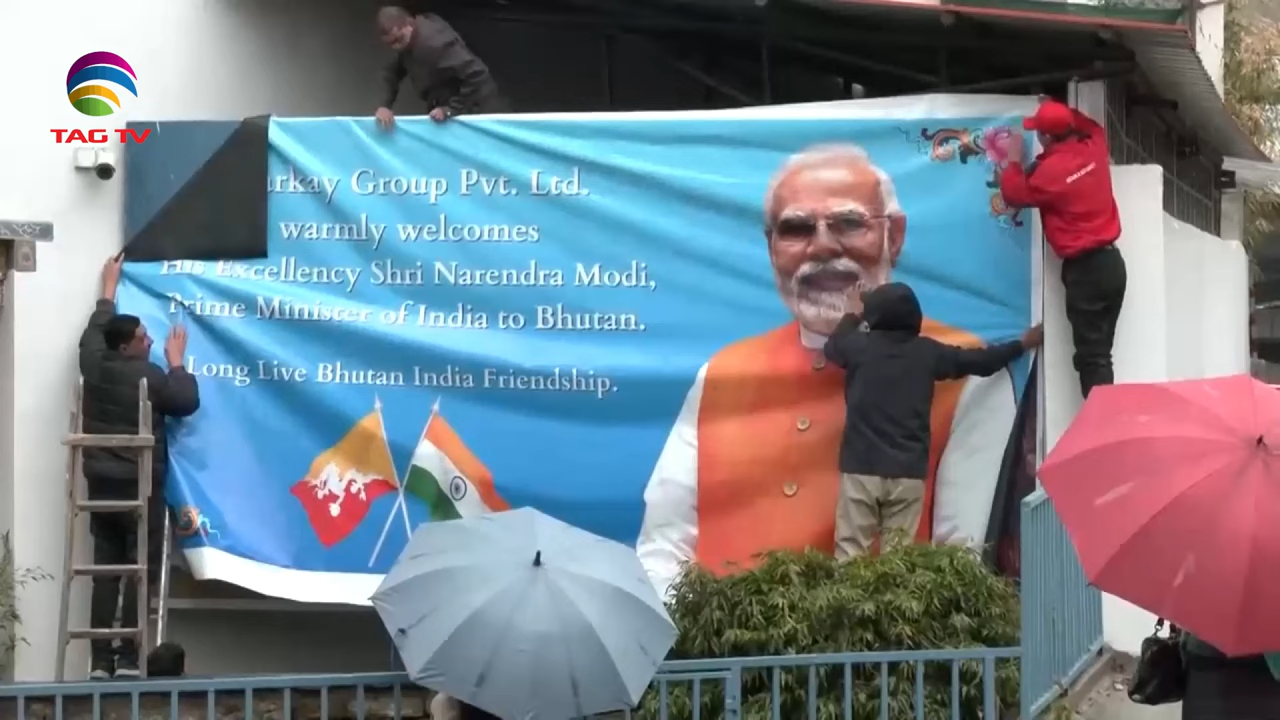 TAG TV
Group Pvt. Ltd.
warmly welcomes
His Excellency Shri Narendra Modi,
Prime Minister of India to Bhutan.
Long Live Bhutan India Friendship.